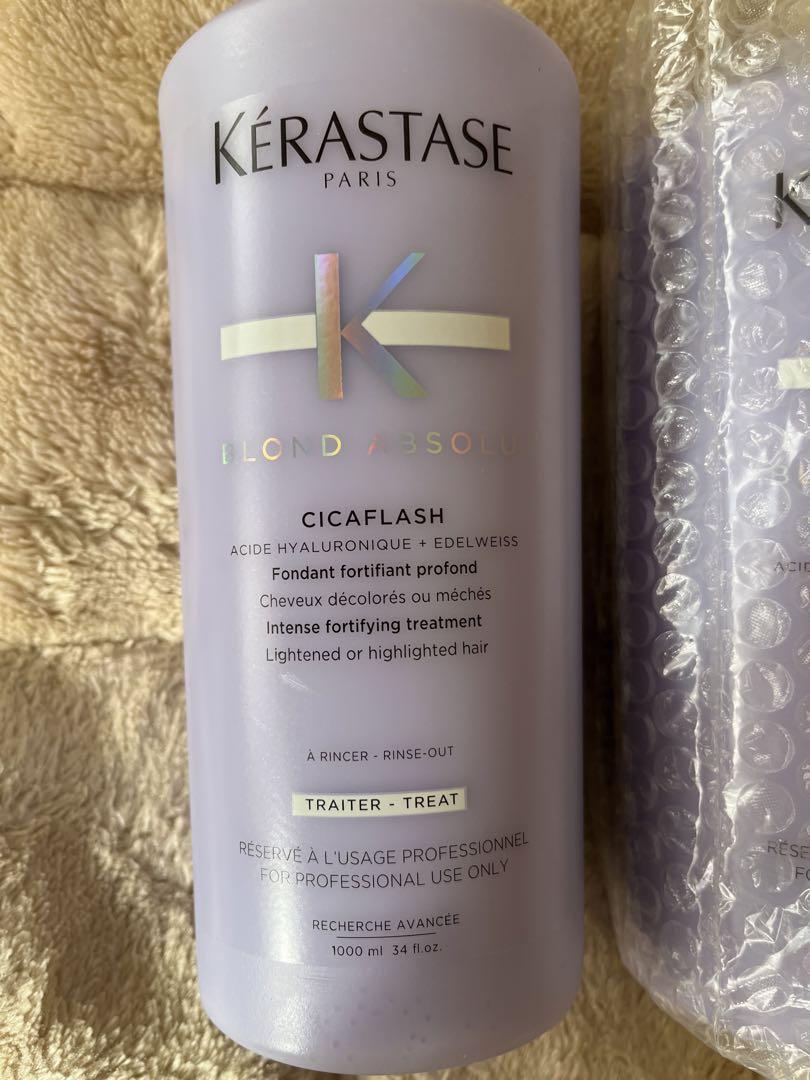 KÉRASTASE
PARIS
K
BLOND ABSOLU
CICAFLASH
ACIDE HYALURONIQUE + EDELWEISS
Fondant fortifiant profond
Cheveux décolorés ou méchés
Intense fortifying treatment
Lightened or highlighted hair
À RINCER - RINSE-OUT
TRAITER - TREAT
RÉSERVÉ À L'USAGE PROFESSIONNEL
FOR PROFESSIONAL USE ONLY
RECHERCHE AVANCÉE
1000 ml 34 fl.oz.
K